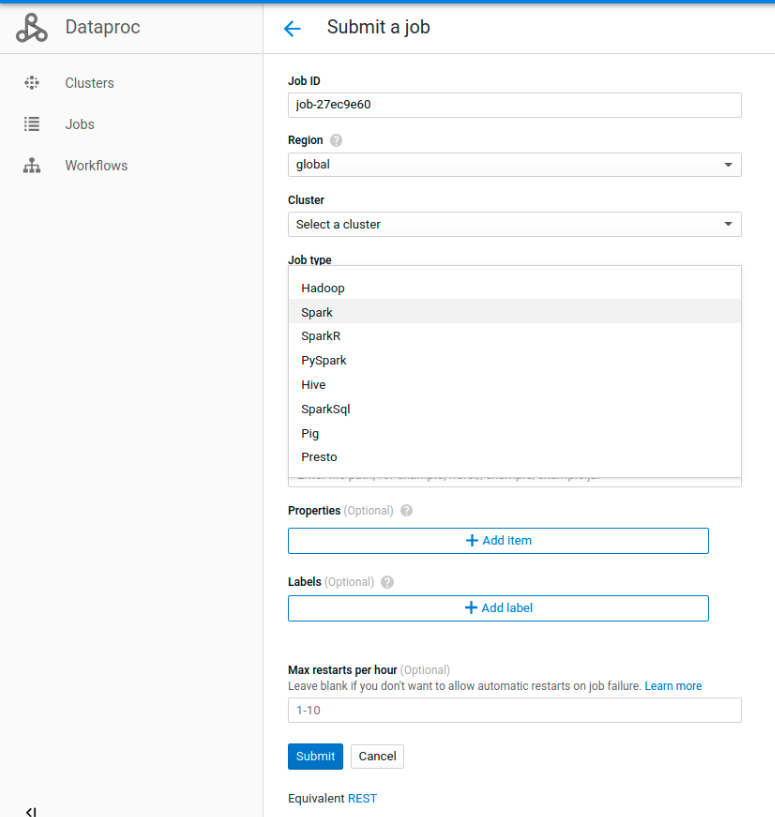 Dataproc
Submit a job
Clusters
Jobs
Workflows
Job ID
job-27ec9e60
Region
global
Cluster
Select a cluster
Job type
Hadoop
Spark
SparkR
PySpark
Hive
SparkSql
Pig
Presto
Properties (Optional)
+ Add item
Labels (Optional)
+ Add label
Max restarts per hour (Optional)
Leave blank if you don't want to allow automatic restarts on job failure. Learn more
1-10
Submit Cancel
Equivalent REST